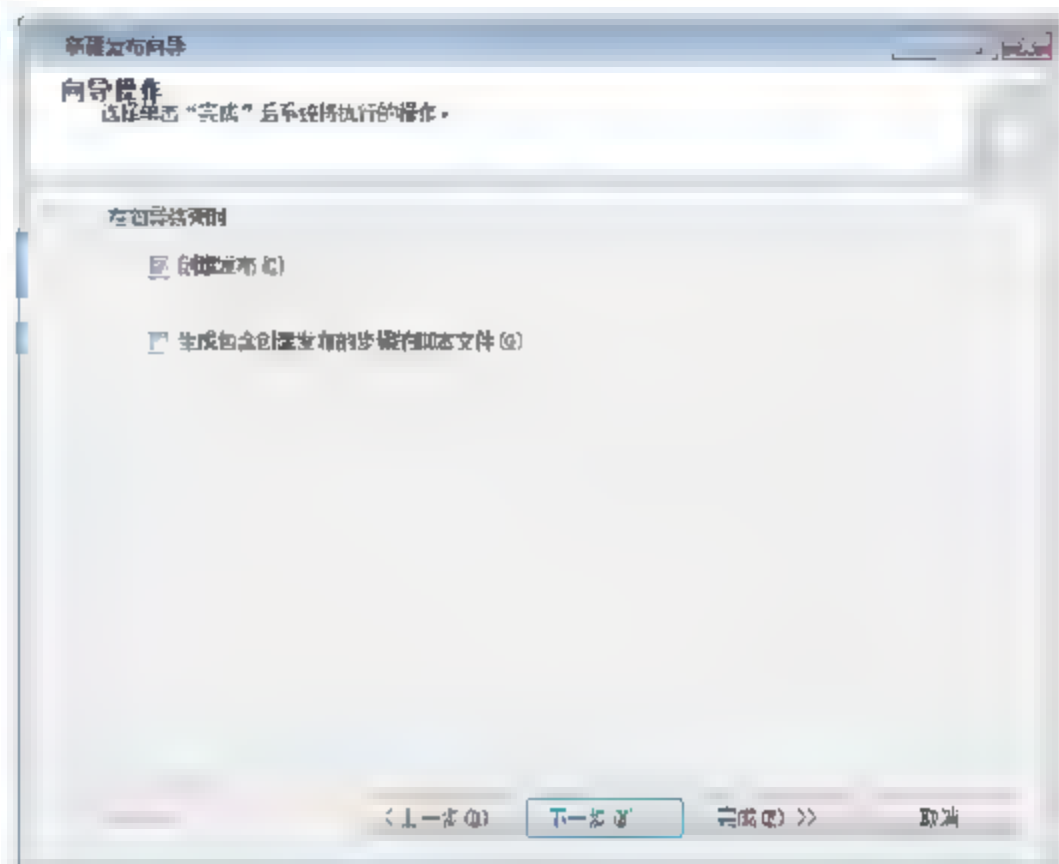 新建发布向导
向导操作
选择单击“完成”后系统将执行的操作。
在向导结束时
创建发布(C)
生成包含创建发布的步骤的脚本文件(G)
<上一步(B)
下一步(N)
完成(F) >>
取消